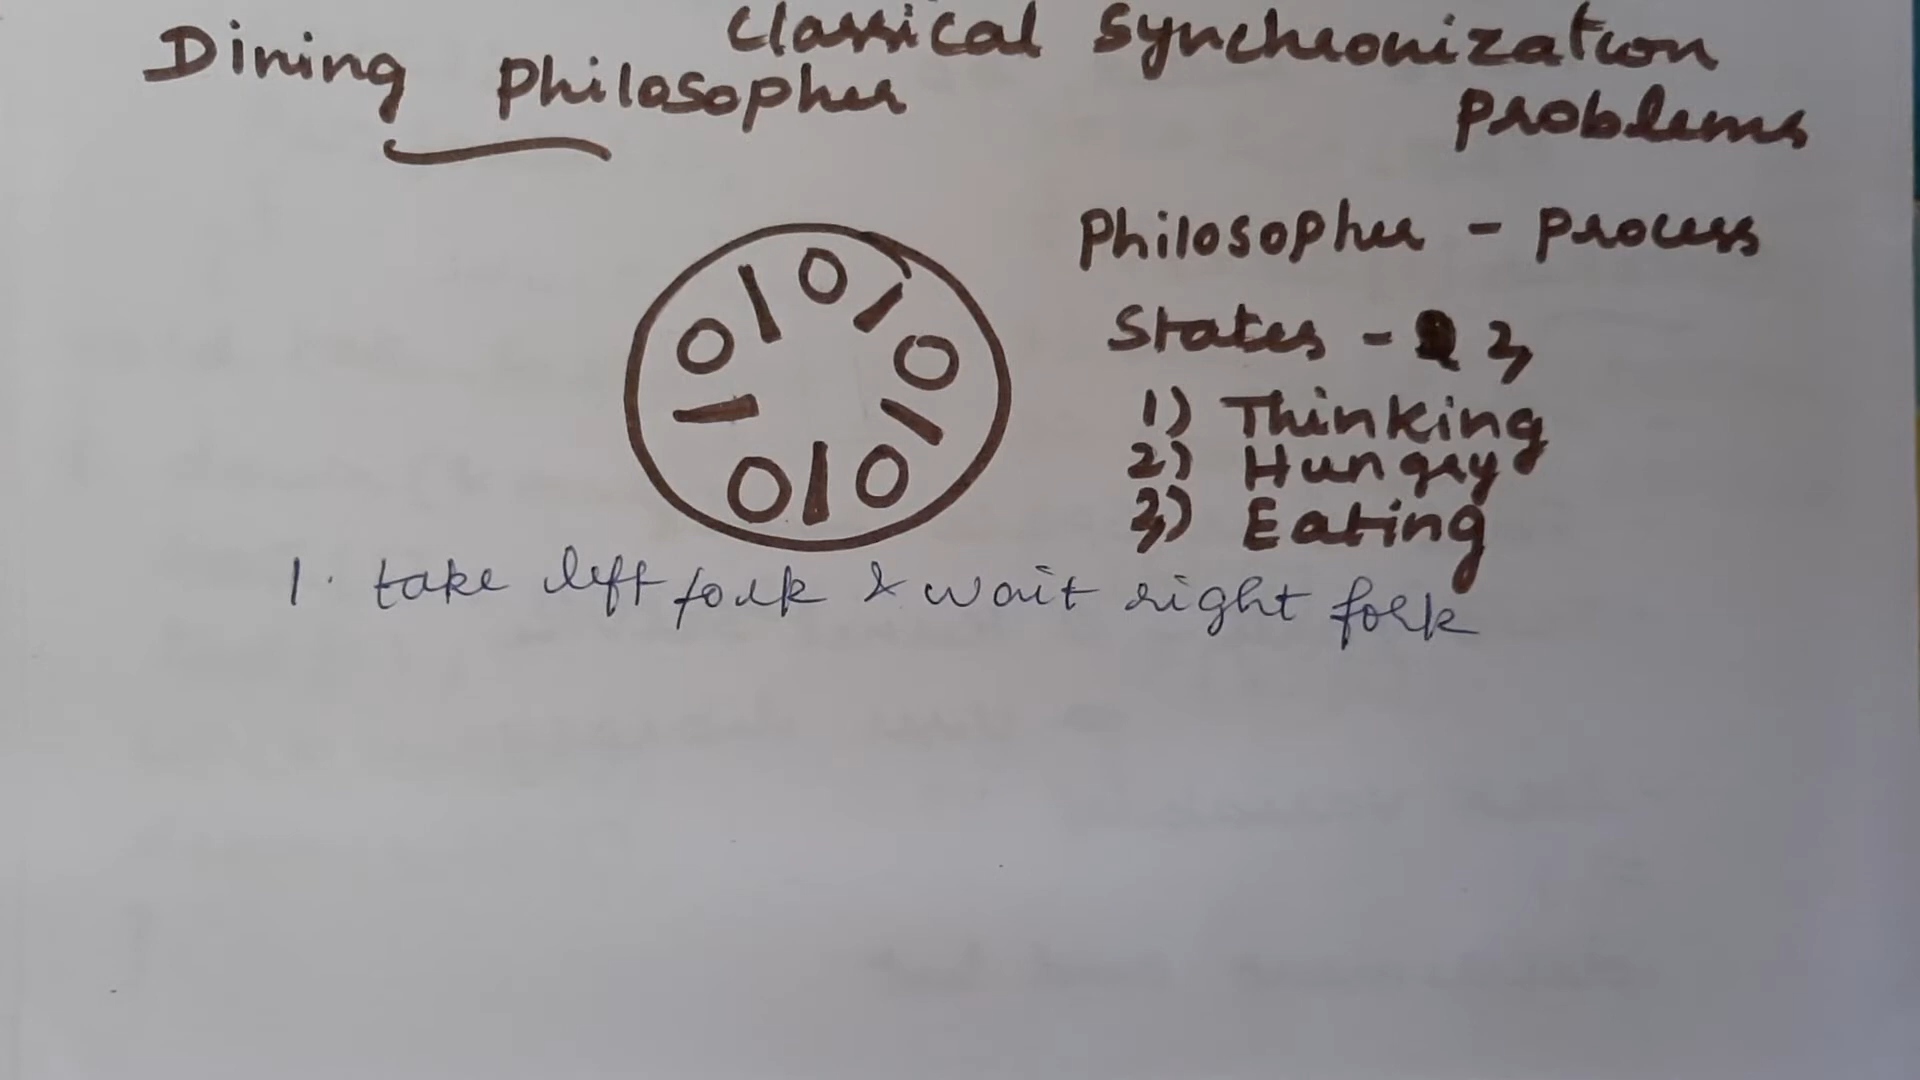 Classical Synchronization
Dining Philosopher
Problems
Philosopher - Process
States - 3
1) Thinking
2) Hungry
3) Eating
1. take left fork & wait right fork